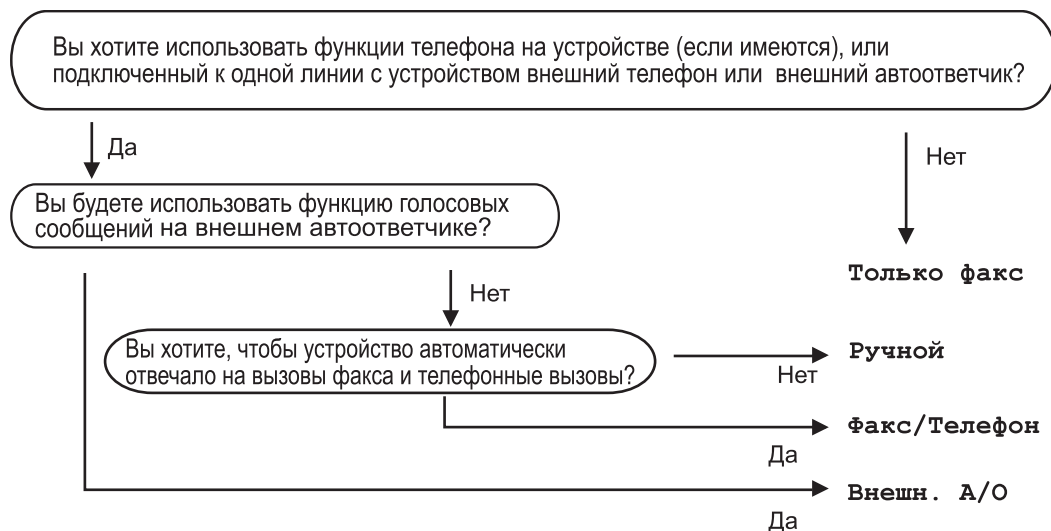 Вы хотите использовать функции телефона на устройстве (если имеются), или
подключенный к одной линии с устройством внешний телефон или внешний автоответчик?
Да
Нет
Вы будете использовать функцию голосовых
сообщений на внешнем автоответчике?
Только факс
Нет
Вы хотите, чтобы устройство автоматически
отвечало на вызовы факса и телефонные вызовы?
Ручной
Нет
Факс/Телефон
Да
Внешн. А/О
Да